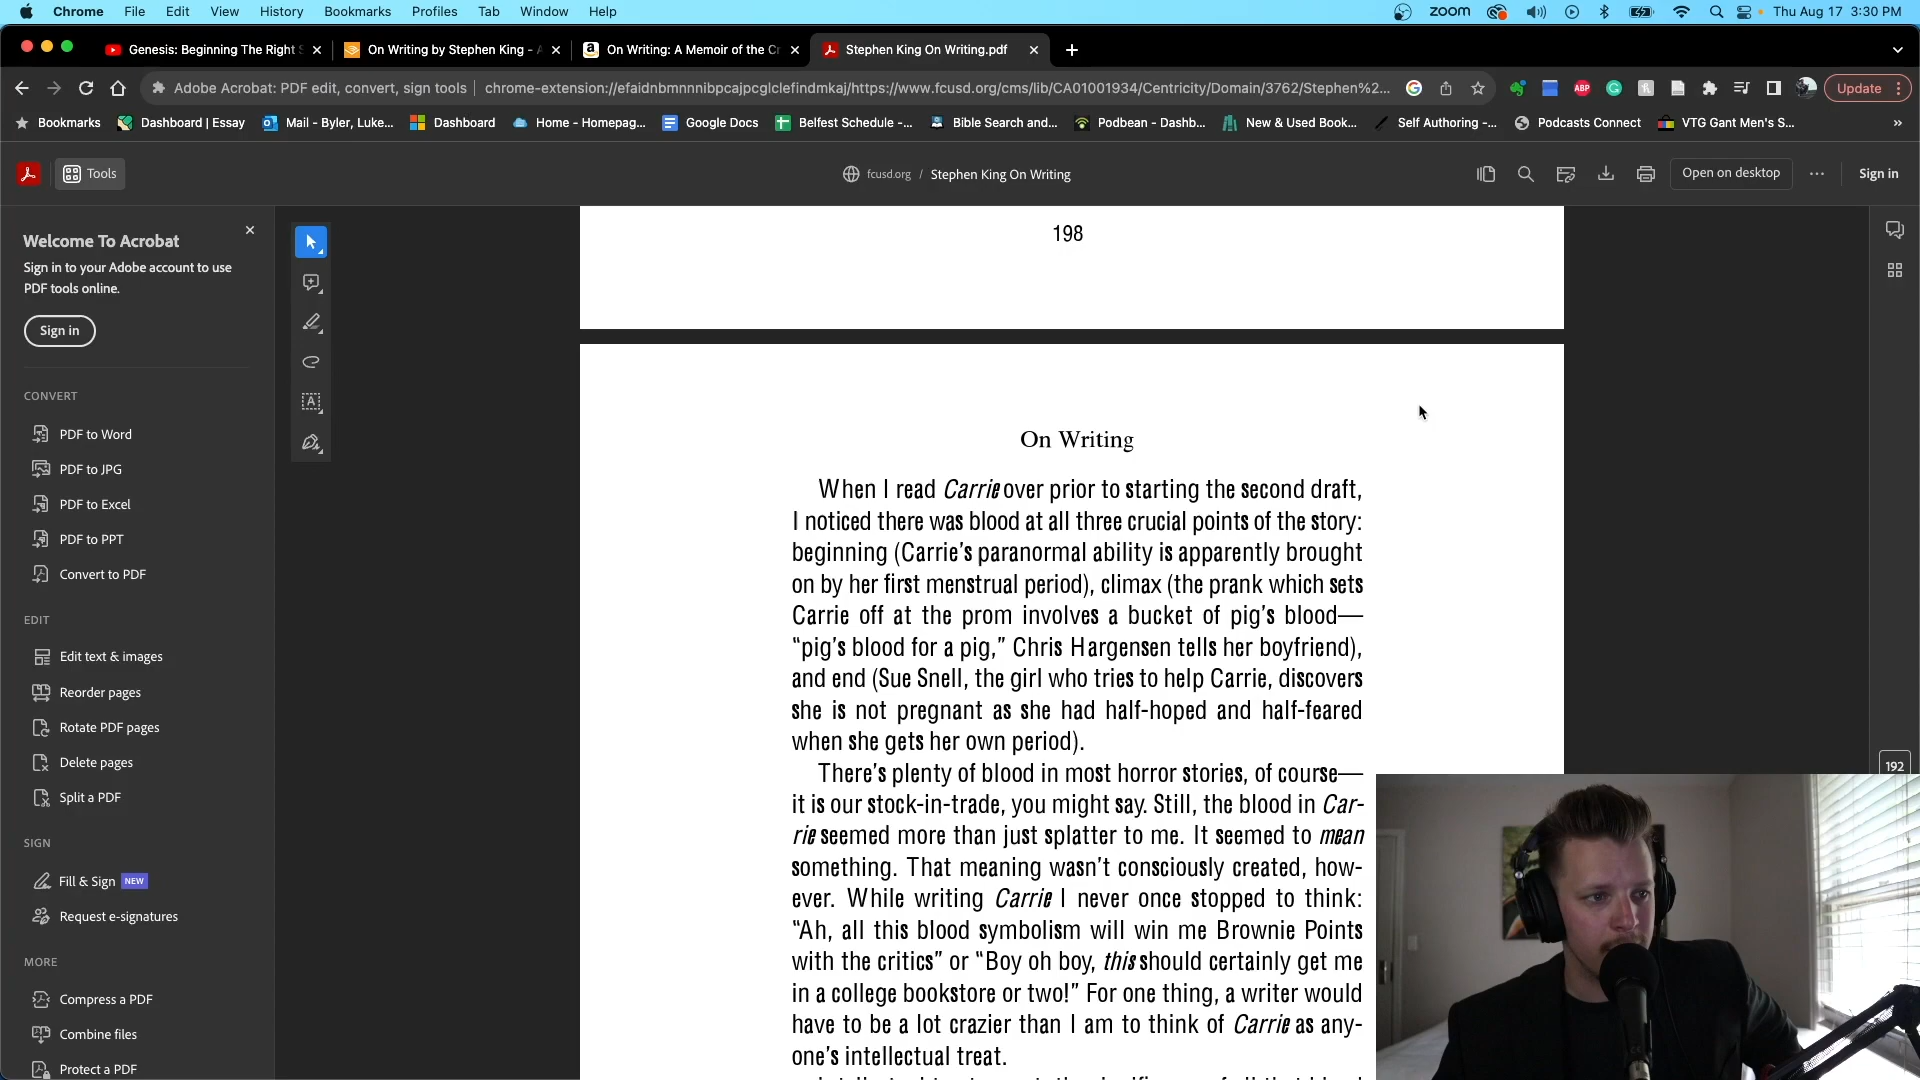 Chrome File Edit View History Bookmarks Profiles Tab Window Help zoom Thu Aug 17 3:30 PM
Genesis: Beginning The Right S On Writing by Stephen King - A On Writing: A Memoir of the Cr Stephen King On Writing.pdf
Adobe Acrobat: PDF edit, convert, sign tools chrome-extension://efaidnbmnnnibpcajpcglclefindmkaj/https://www.fcusd.org/cms/lib/CA01001934/Centricity/Domain/3762/Stephen%2... ABP Update
Bookmarks Dashboard | Essay Mail - Byler, Luke... Dashboard Home - Homepag... Google Docs Belfest Schedule -... Bible Search and... Podbean - Dashb... New & Used Book... Self Authoring -... Podcasts Connect VTG Gant Men's S... »
Tools fcusd.org / Stephen King On Writing Open on desktop ... Sign in
Welcome To Acrobat
Sign in to your Adobe account to use
PDF tools online.
Sign in
CONVERT
PDF to Word
PDF to JPG
PDF to Excel
PDF to PPT
Convert to PDF
EDIT
Edit text & images
Reorder pages
Rotate PDF pages
Delete pages
Split a PDF
SIGN
Fill & Sign NEW
Request e-signatures
MORE
Compress a PDF
Combine files
Protect a PDF
198
On Writing
When I read Carrie over prior to starting the second draft,
I noticed there was blood at all three crucial points of the story:
beginning (Carrie's paranormal ability is apparently brought
on by her first menstrual period), climax (the prank which sets
Carrie off at the prom involves a bucket of pig's blood—
"pig's blood for a pig," Chris Hargensen tells her boyfriend),
and end (Sue Snell, the girl who tries to help Carrie, discovers
she is not pregnant as she had half-hoped and half-feared
when she gets her own period).
There's plenty of blood in most horror stories, of course—
it is our stock-in-trade, you might say. Still, the blood in Car-
rie seemed more than just splatter to me. It seemed to mean
something. That meaning wasn't consciously created, how-
ever. While writing Carrie I never once stopped to think:
"Ah, all this blood symbolism will win me Brownie Points
with the critics" or "Boy oh boy, this should certainly get me
in a college bookstore or two!" For one thing, a writer would
have to be a lot crazier than I am to think of Carrie as any-
one's intellectual treat.
192